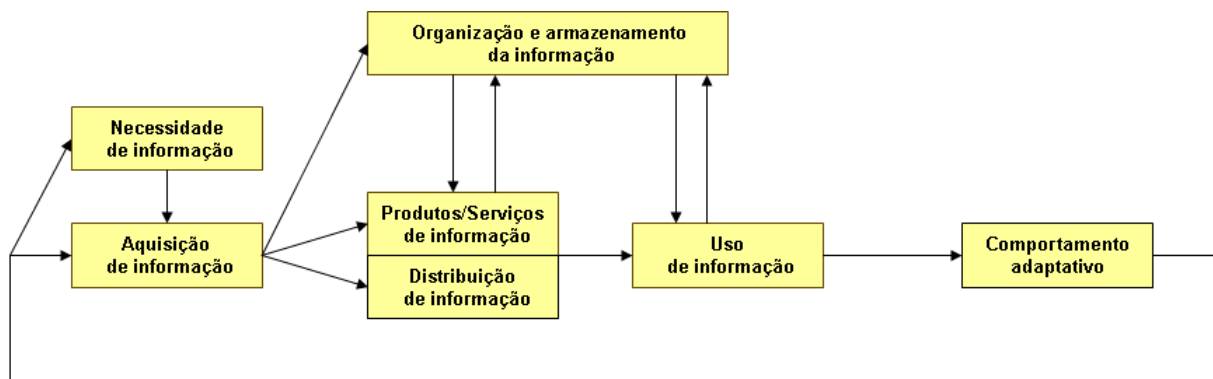 Organização e armazenamento
da informação
Necessidade
de informação
Aquisição
de informação
Produtos/Serviços
de informação
Distribuição
de informação
Uso
de informação
Comportamento
adaptativo